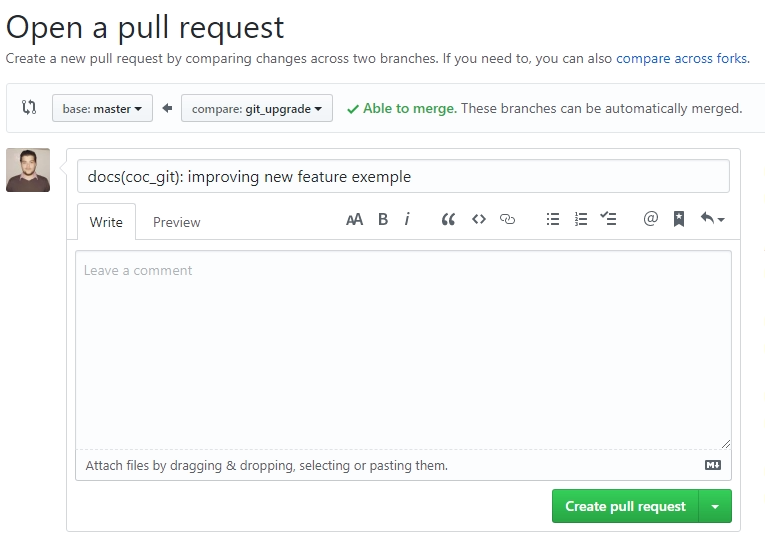 Open a pull request
Create a new pull request by comparing changes across two branches. If you need to, you can also compare across forks.
base: master compare: git_upgrade Able to merge. These branches can be automatically merged.
docs(coc_git): improving new feature exemple
Write Preview AA B i @
Leave a comment
Attach files by dragging & dropping, selecting or pasting them.
Create pull request